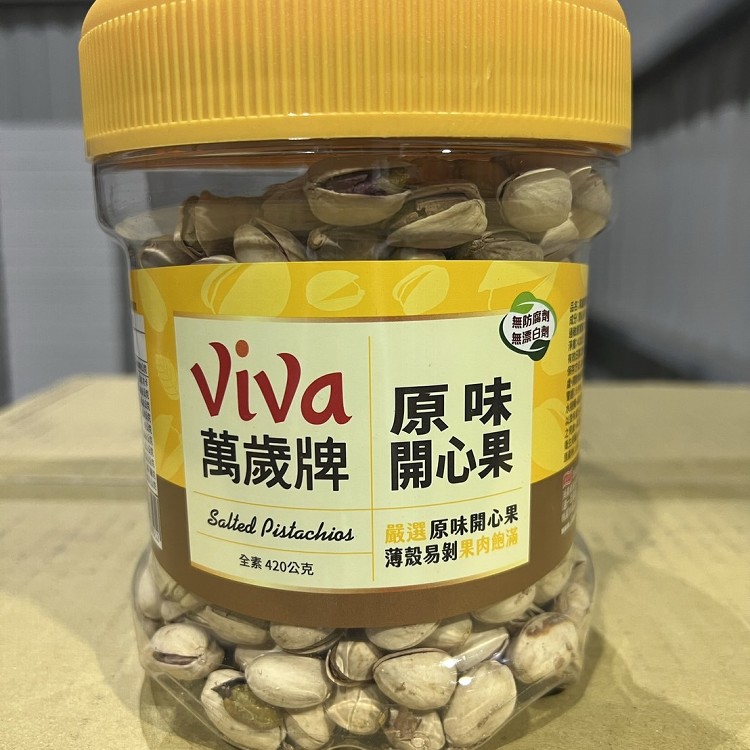 無防腐劑
無漂白劑
viva
萬歲牌
原味
開心果
Salted Pistachios
全素 420公克
嚴選原味開心果
薄殼易剝果肉飽滿